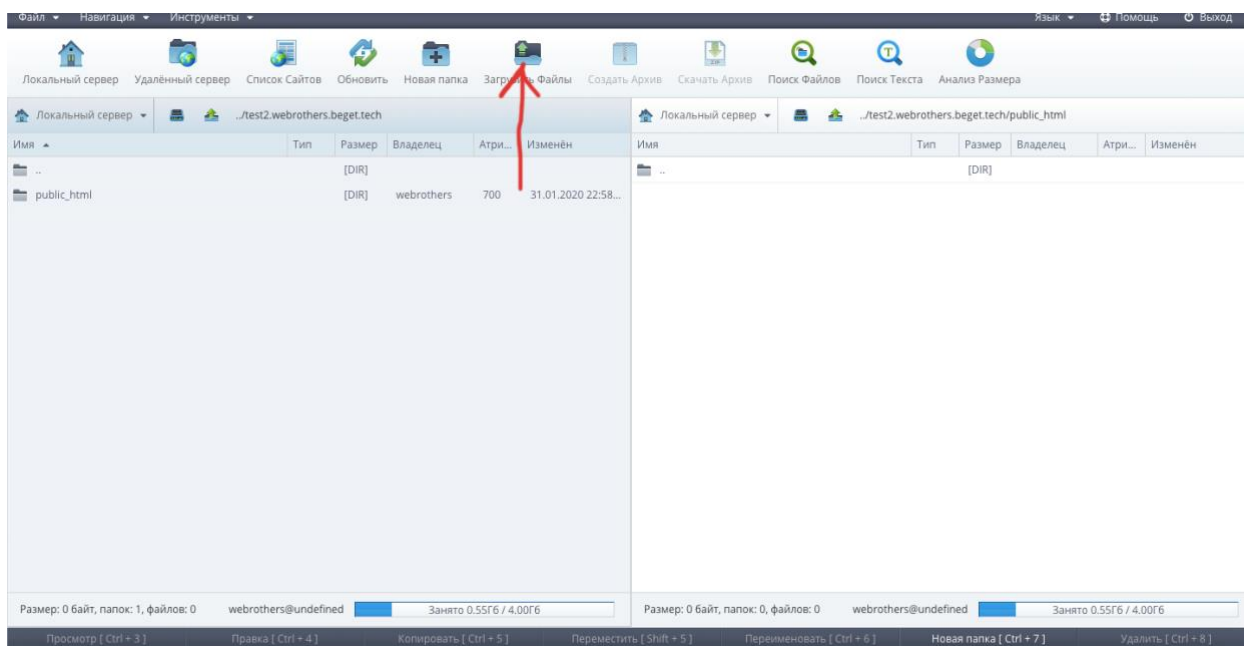 Файл Навигация Инструменты Язык Помощь Выход
Локальный сервер Удалённый сервер Список Сайтов Обновить Новая папка Загрузить Файлы Создать Архив Скачать Архив Поиск Файлов Поиск Текста Анализ Размера
ZIP
Локальный сервер ../test2.webrothers.beget.tech Локальный сервер ../test2.webrothers.beget.tech/public_html
Имя Тип Размер Владелец Атри... Изменён Имя Тип Размер Владелец Атри... Изменён
.. [DIR] .. [DIR]
public_html [DIR] webrothers 700 31.01.2020 22:58...
Размер: 0 байт, папок: 1, файлов: 0 webrothers@undefined Занято 0.55Гб / 4.00Гб Размер: 0 байт, папок: 0, файлов: 0 webrothers@undefined Занято 0.55Гб / 4.00Гб
Просмотр [ Ctrl + 3 ] Правка [ Ctrl + 4 ] Копировать [ Ctrl + 5 ] Переместить [ Shift + 5 ] Переименовать [ Ctrl + 6 ] Новая папка [ Ctrl + 7 ] Удалить [ Ctrl + 8 ]